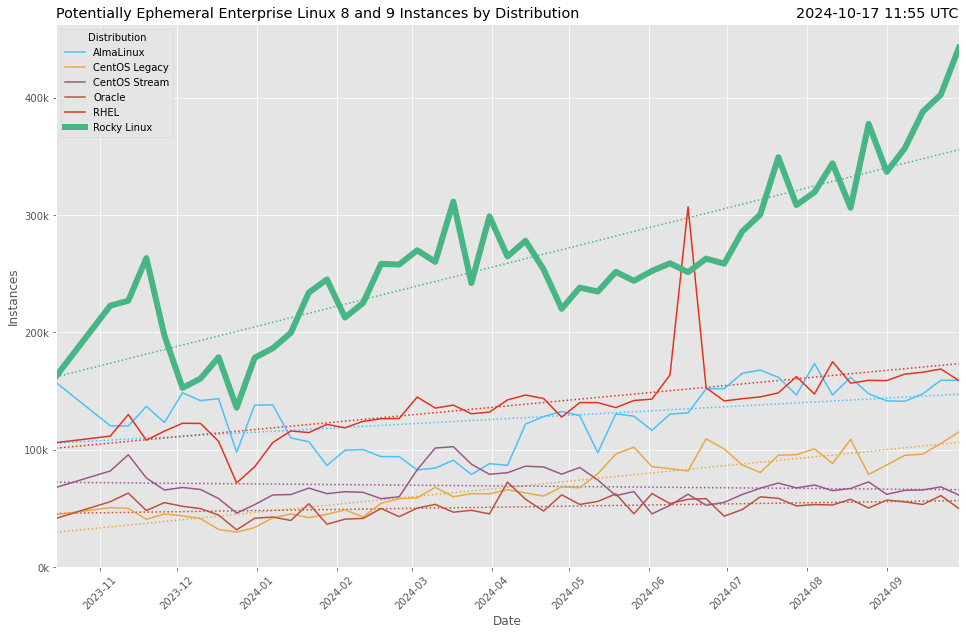 Potentially Ephemeral Enterprise Linux 8 and 9 Instances by Distribution
2024-10-17 11:55 UTC
Distribution
AlmaLinux
CentOS Legacy
CentOS Stream
Oracle
RHEL
Rocky Linux
400k
300k
200k
100k
0k
Instances
2023-11
2023-12
2024-01
2024-02
2024-03
2024-04
2024-05
2024-06
2024-07
2024-08
2024-09
Date